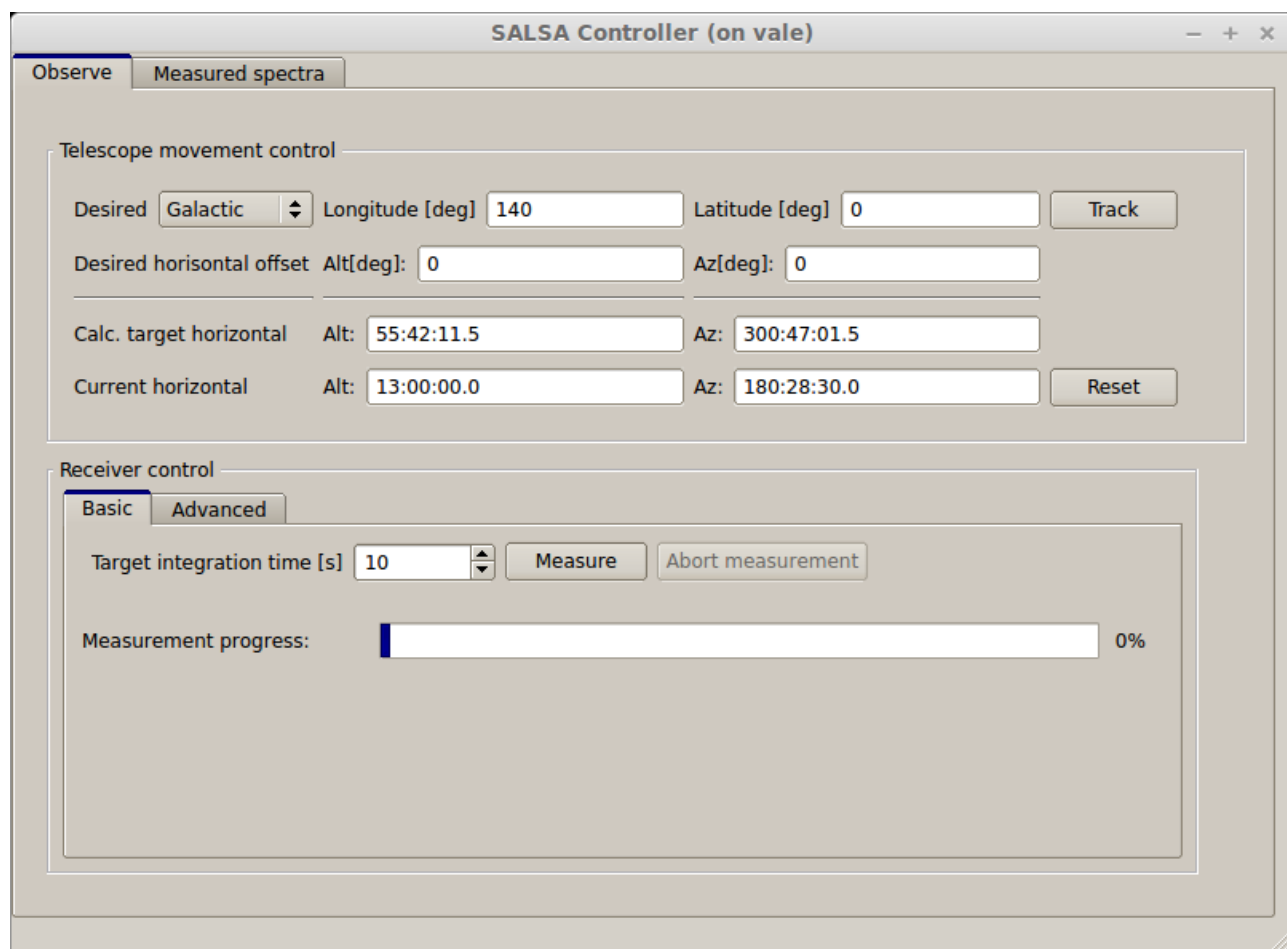 SALSA Controller (on vale)
Observe Measured spectra
Telescope movement control
Desired Galactic Longitude [deg] 140 Latitude [deg] 0 Track
Desired horisontal offset Alt[deg]: 0 Az[deg]: 0
Calc. target horizontal Alt: 55:42:11.5 Az: 300:47:01.5
Current horizontal Alt: 13:00:00.0 Az: 180:28:30.0 Reset
Receiver control
Basic Advanced
Target integration time [s] 10 Measure Abort measurement
Measurement progress: 0%